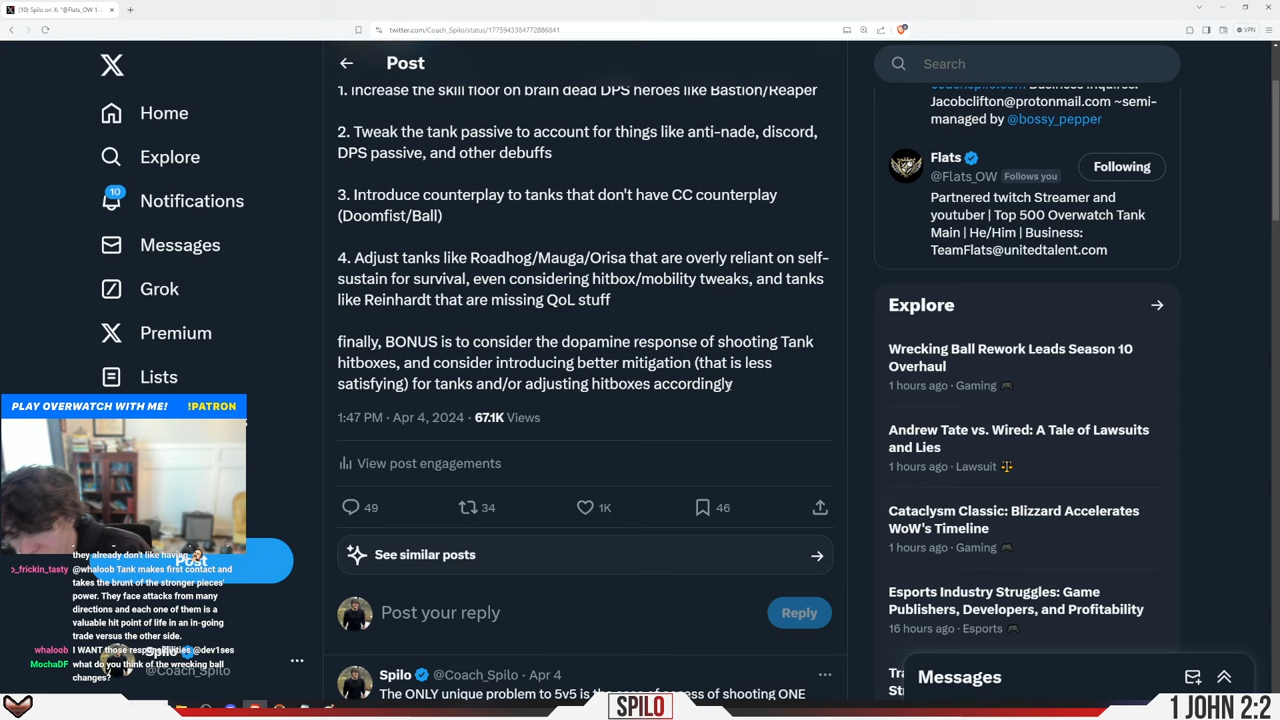 (10) Spilo on X: "@Flats_OW 1.
twitter.com/Coach_Spilo/status/1775943384772886841
VPN
Home
Explore
10
Notifications
Messages
Grok
Premium
Lists
Post
Spilo
@Coach_Spilo
Post
1. Increase the skill floor on brain dead DPS heroes like Bastion/Reaper
2. Tweak the tank passive to account for things like anti-nade, discord,
DPS passive, and other debuffs
3. Introduce counterplay to tanks that don't have CC counterplay
(Doomfist/Ball)
4. Adjust tanks like Roadhog/Mauga/Orisa that are overly reliant on self-
sustain for survival, even considering hitbox/mobility tweaks, and tanks
like Reinhardt that are missing QoL stuff
finally, BONUS is to consider the dopamine response of shooting Tank
hitboxes, and consider introducing better mitigation (that is less
satisfying) for tanks and/or adjusting hitboxes accordingly
1:47 PM · Apr 4, 2024 · 67.1K Views
View post engagements
49
34
1K
46
See similar posts
Post your reply
Reply
Spilo @Coach_Spilo · Apr 4
Search
Jacobclifton@protonmail.com ~semi-
managed by @bossy_pepper
Flats
@Flats_OW Follows you
Following
Partnered twitch Streamer and
youtuber | Top 500 Overwatch Tank
Main | He/Him | Business:
TeamFlats@unitedtalent.com
Explore
Wrecking Ball Rework Leads Season 10
Overhaul
1 hours ago · Gaming
Andrew Tate vs. Wired: A Tale of Lawsuits
and Lies
1 hours ago · Lawsuit
Cataclysm Classic: Blizzard Accelerates
WoW's Timeline
1 hours ago · Gaming
Esports Industry Struggles: Game
Publishers, Developers, and Profitability
16 hours ago · Esports
Messages
PLAY OVERWATCH WITH ME! !PATRON
they already don't like having
o_frickin_tasty @whaloob Tank makes first contact and
takes the brunt of the stronger pieces'
power. They face attacks from many
directions and each one of them is a
valuable hit point of life in an in-going
trade versus the other side.
whaloob I WANT those responsibilities @dev1ses
MochaDF what do you think of the wrecking ball
changes?
SPILO
1 JOHN 2:2